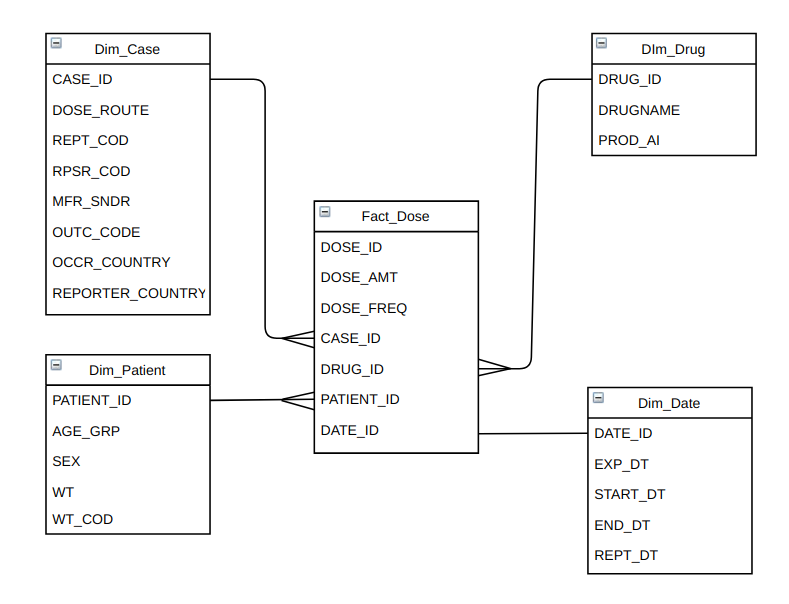 Dim_Case
CASE_ID
DOSE_ROUTE
REPT_COD
RPSR_COD
MFR_SNDR
OUTC_CODE
OCCR_COUNTRY
REPORTER_COUNTRY
Dim_Patient
PATIENT_ID
AGE_GRP
SEX
WT
WT_COD
Fact_Dose
DOSE_ID
DOSE_AMT
DOSE_FREQ
CASE_ID
DRUG_ID
PATIENT_ID
DATE_ID
DIm_Drug
DRUG_ID
DRUGNAME
PROD_AI
Dim_Date
DATE_ID
EXP_DT
START_DT
END_DT
REPT_DT